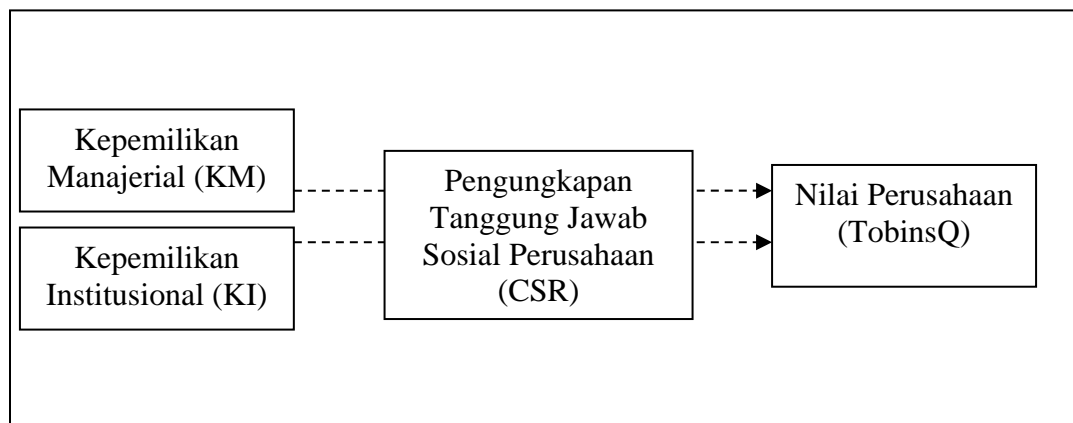 Kepemilikan
Manajerial (KM)
Kepemilikan
Institusional (KI)
Pengungkapan
Tanggung Jawab
Sosial Perusahaan
(CSR)
Nilai Perusahaan
(TobinsQ)